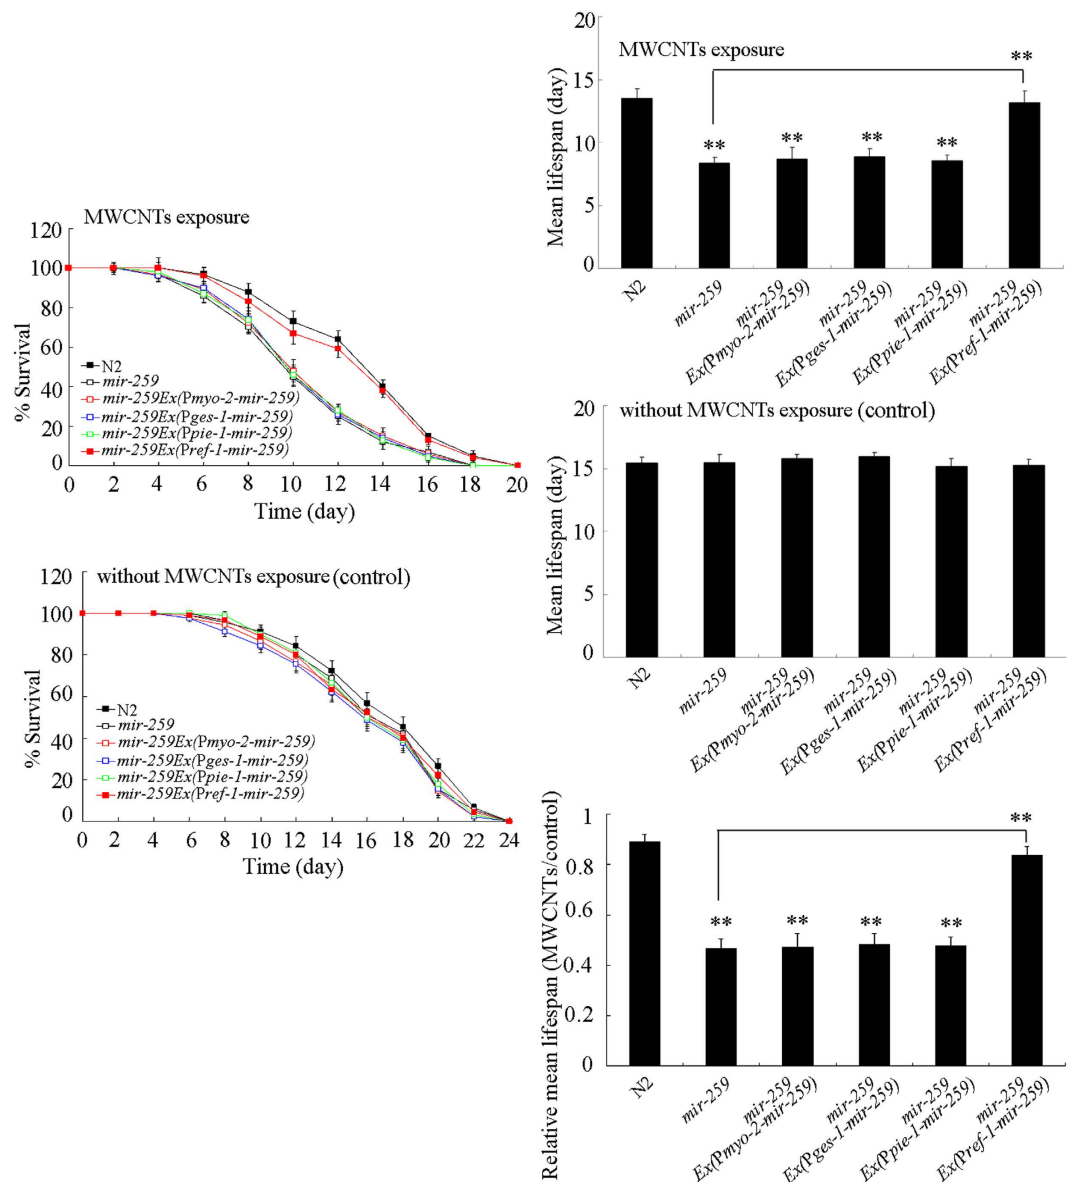 MWCNTs exposure
120
100
80
60
40
20
0
% Survival
N2
mir-259
mir-259Ex(Pmyo-2-mir-259)
mir-259Ex(Pges-1-mir-259)
mir-259Ex(Ppie-1-mir-259)
mir-259Ex(Pref-1-mir-259)
0 2 4 6 8 10 12 14 16 18 20
Time (day)
without MWCNTs exposure (control)
120
100
80
60
40
20
0
% Survival
N2
mir-259
mir-259Ex(Pmyo-2-mir-259)
mir-259Ex(Pges-1-mir-259)
mir-259Ex(Ppie-1-mir-259)
mir-259Ex(Pref-1-mir-259)
0 2 4 6 8 10 12 14 16 18 20 22 24
Time (day)
20
15
10
5
0
Mean lifespan (day)
MWCNTs exposure
**
** ** ** **
N2
mir-259
mir-259
Ex(Pmyo-2-mir-259)
mir-259
Ex(Pges-1-mir-259)
mir-259
Ex(Ppie-1-mir-259)
mir-259
Ex(Pref-1-mir-259)
without MWCNTs exposure (control)
20
15
10
5
0
Mean lifespan (day)
N2
mir-259
mir-259
Ex(Pmyo-2-mir-259)
mir-259
Ex(Pges-1-mir-259)
mir-259
Ex(Ppie-1-mir-259)
mir-259
Ex(Pref-1-mir-259)
1
0.8
0.6
0.4
0.2
0
Relative mean lifespan (MWCNTs/control)
**
** ** ** **
N2
mir-259
mir-259
Ex(Pmyo-2-mir-259)
mir-259
Ex(Pges-1-mir-259)
mir-259
Ex(Ppie-1-mir-259)
mir-259
Ex(Pref-1-mir-259)